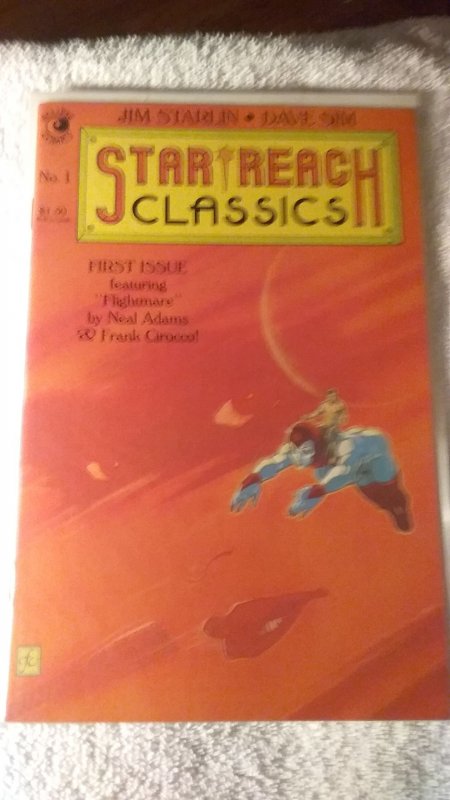 JIM STARLIN • DAVE SIM
STAR REACH
CLASSICS
No. 1
$1.50
FIRST ISSUE
featuring
"Flightmare"
by Neal Adams
& Frank Cirocco!